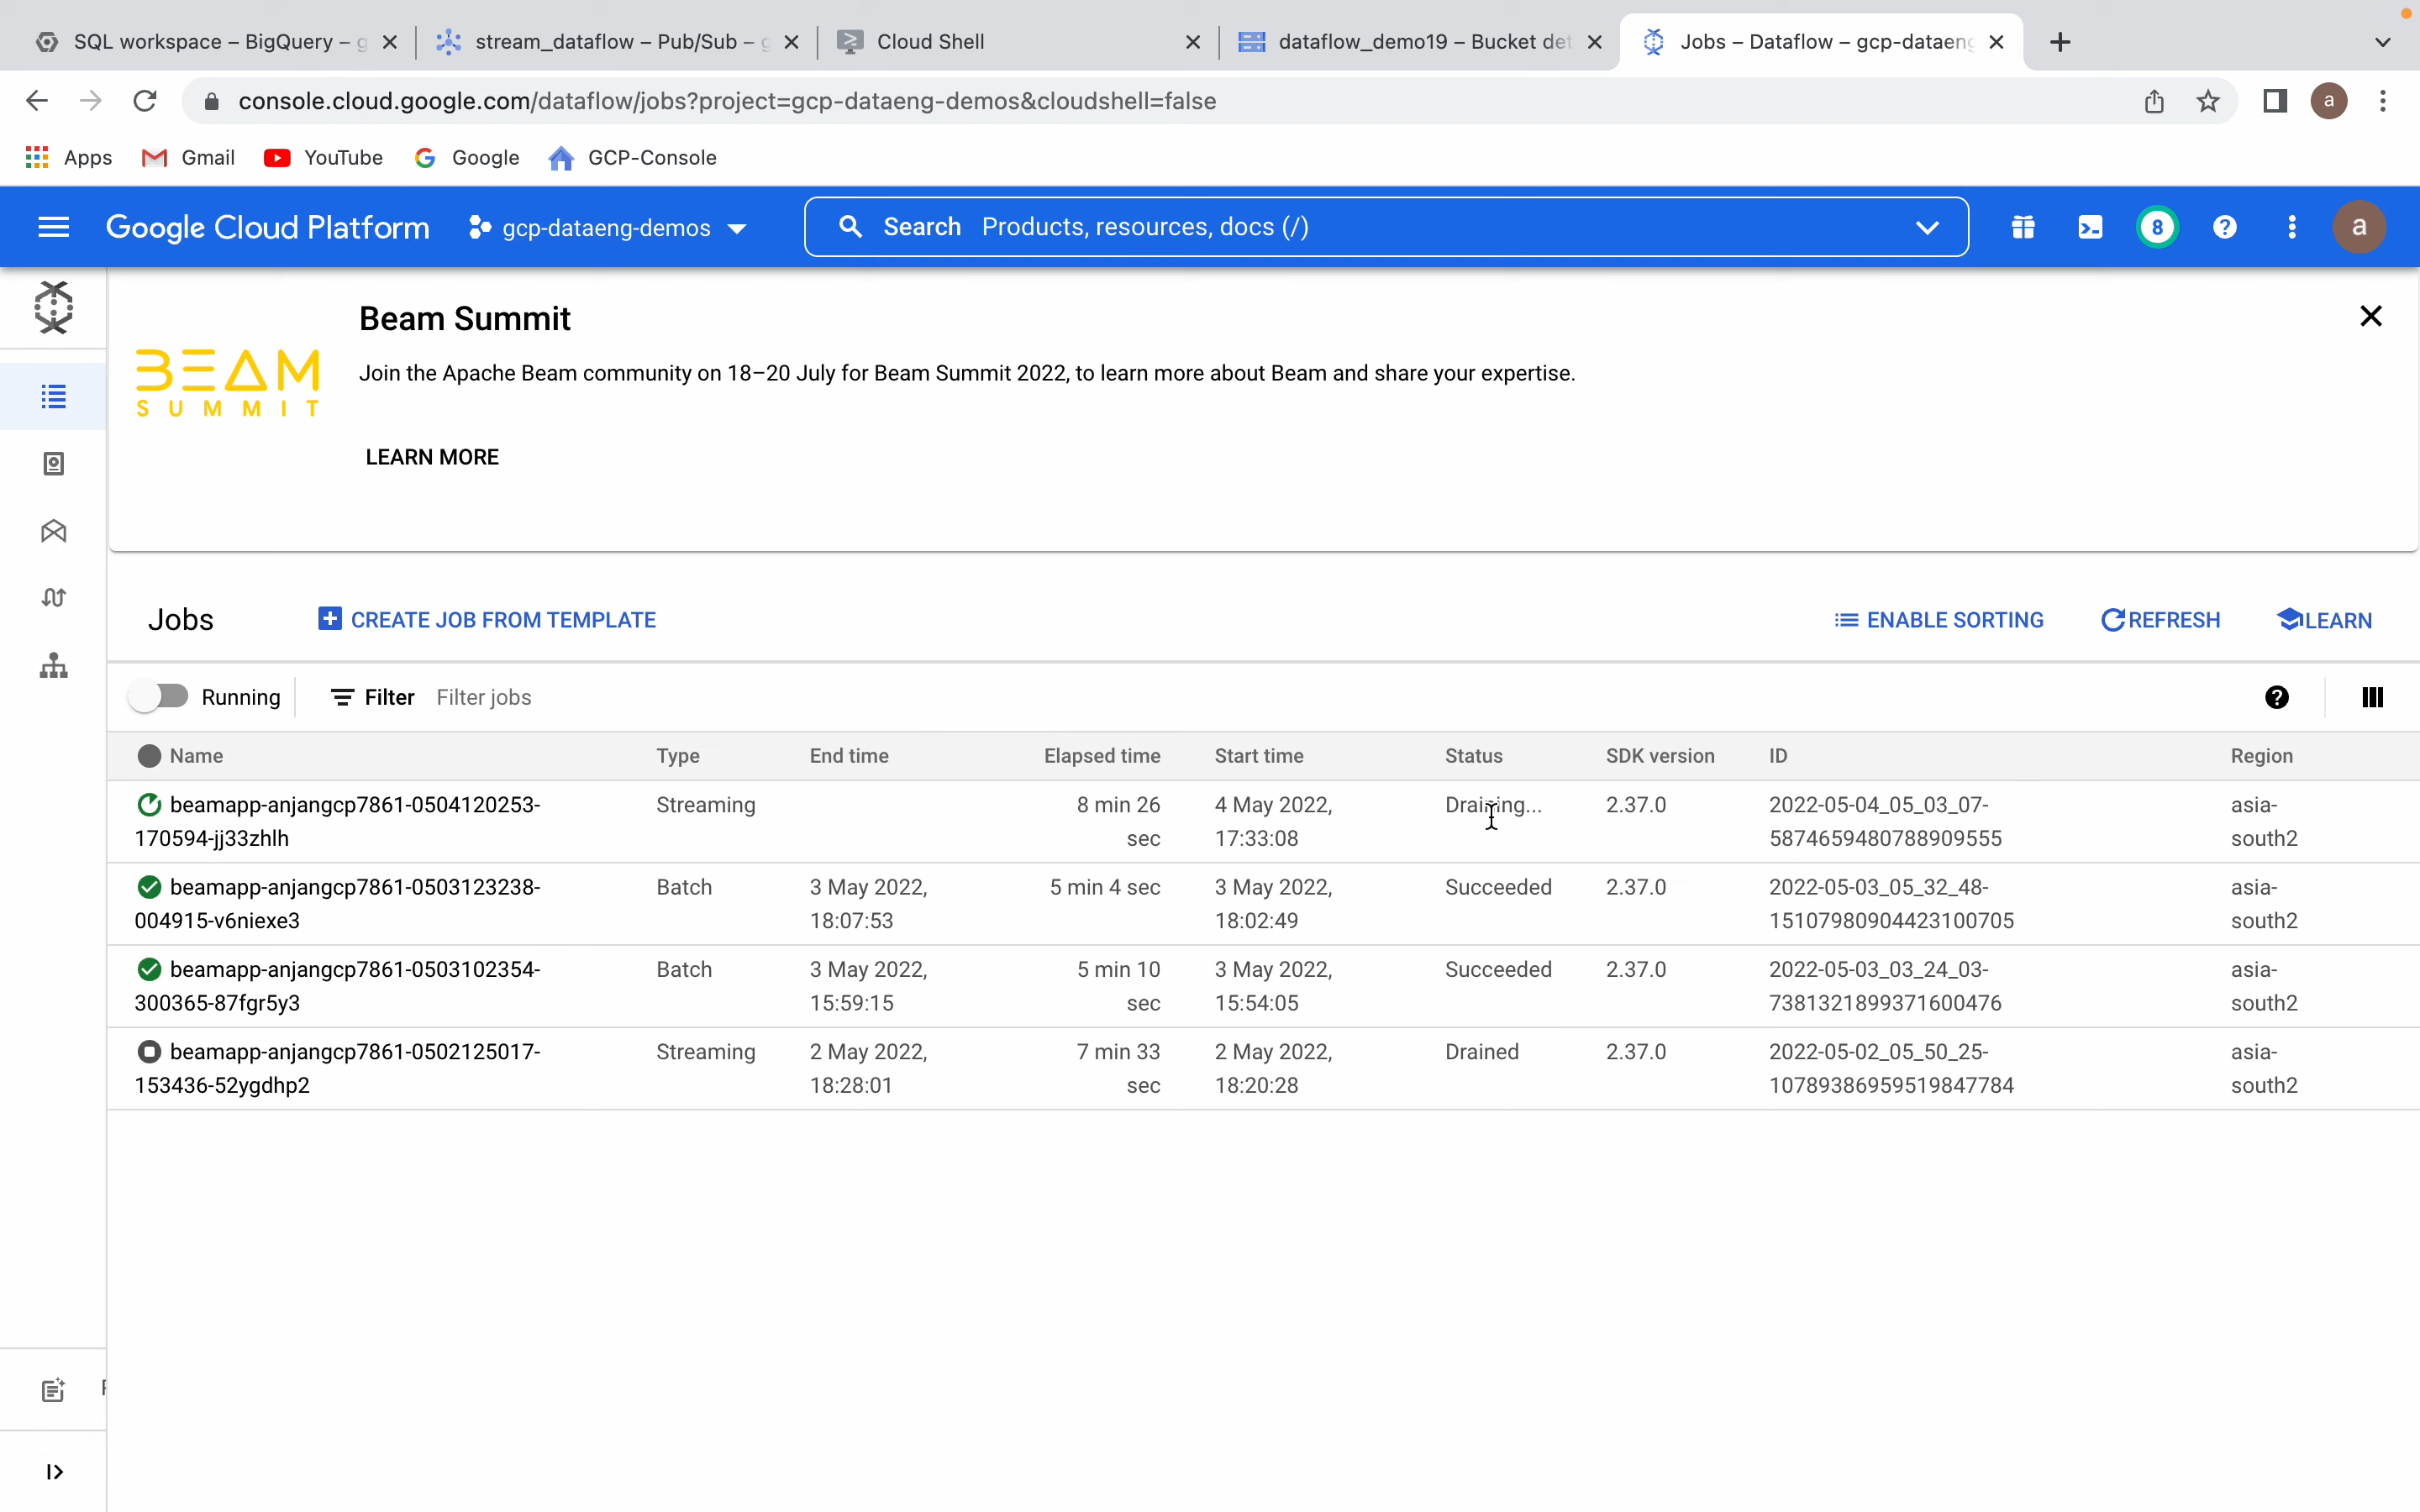 SQL workspace – BigQuery – g
stream_dataflow – Pub/Sub – g
Cloud Shell
dataflow_demo19 – Bucket det
Jobs – Dataflow – gcp-dataeng
console.cloud.google.com/dataflow/jobs?project=gcp-dataeng-demos&cloudshell=false
a
Apps
Gmail
YouTube
Google
GCP-Console
Google Cloud Platform
gcp-dataeng-demos
Search Products, resources, docs (/)
8
a
BEAM
SUMMIT
Beam Summit
Join the Apache Beam community on 18–20 July for Beam Summit 2022, to learn more about Beam and share your expertise.
LEARN MORE
Jobs
CREATE JOB FROM TEMPLATE
ENABLE SORTING
REFRESH
LEARN
Running
Filter Filter jobs
Name Type End time Elapsed time Start time Status SDK version ID Region
beamapp-anjangcp7861-0504120253- Streaming 8 min 26 4 May 2022, Draining... 2.37.0 2022-05-04_05_03_07- asia-
170594-jj33zhlh sec 17:33:08 5874659480788909555 south2
beamapp-anjangcp7861-0503123238- Batch 3 May 2022, 5 min 4 sec 3 May 2022, Succeeded 2.37.0 2022-05-03_05_32_48- asia-
004915-v6niexe3 18:07:53 18:02:49 15107980904423100705 south2
beamapp-anjangcp7861-0503102354- Batch 3 May 2022, 5 min 10 3 May 2022, Succeeded 2.37.0 2022-05-03_03_24_03- asia-
300365-87fgr5y3 15:59:15 sec 15:54:05 7381321899371600476 south2
beamapp-anjangcp7861-0502125017- Streaming 2 May 2022, 7 min 33 2 May 2022, Drained 2.37.0 2022-05-02_05_50_25- asia-
153436-52ygdhp2 18:28:01 sec 18:20:28 10789386959519847784 south2